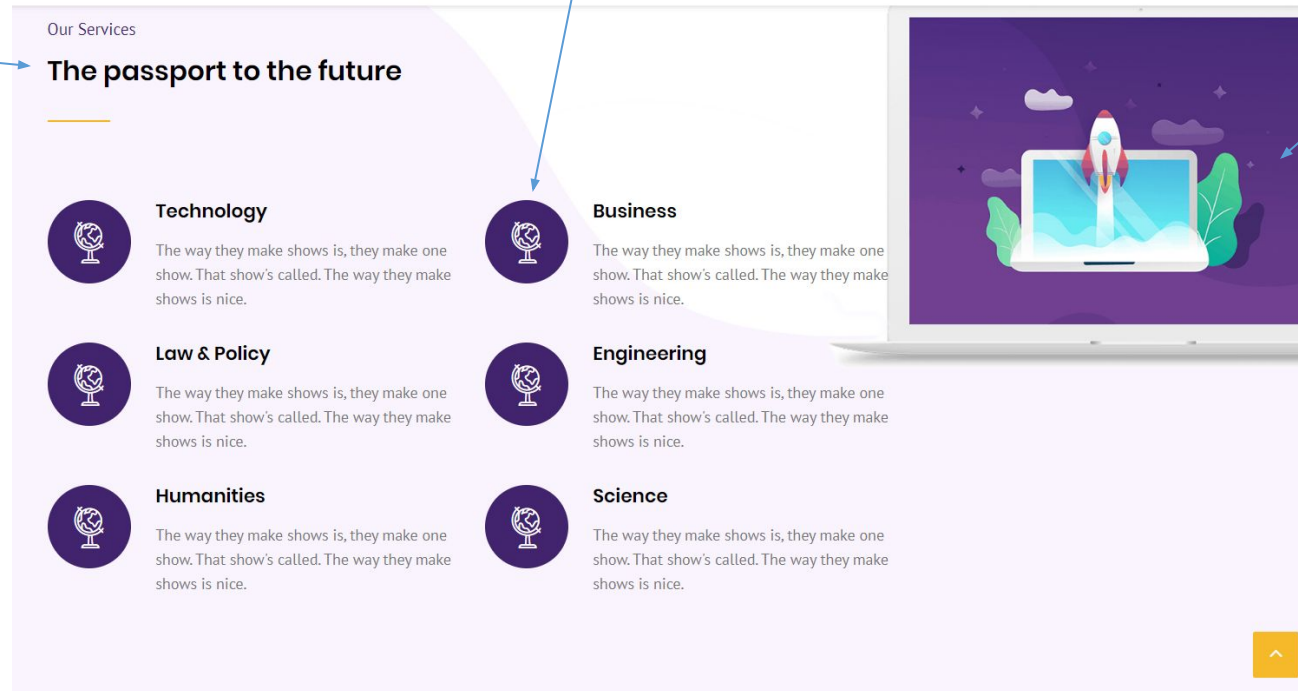 Our Services
The passport to the future
Technology
The way they make shows is, they make one
show. That show's called. The way they make
shows is nice.
Business
The way they make shows is, they make one
show. That show's called. The way they make
shows is nice.
Law & Policy
The way they make shows is, they make one
show. That show's called. The way they make
shows is nice.
Engineering
The way they make shows is, they make one
show. That show's called. The way they make
shows is nice.
Humanities
The way they make shows is, they make one
show. That show's called. The way they make
shows is nice.
Science
The way they make shows is, they make one
show. That show's called. The way they make
shows is nice.